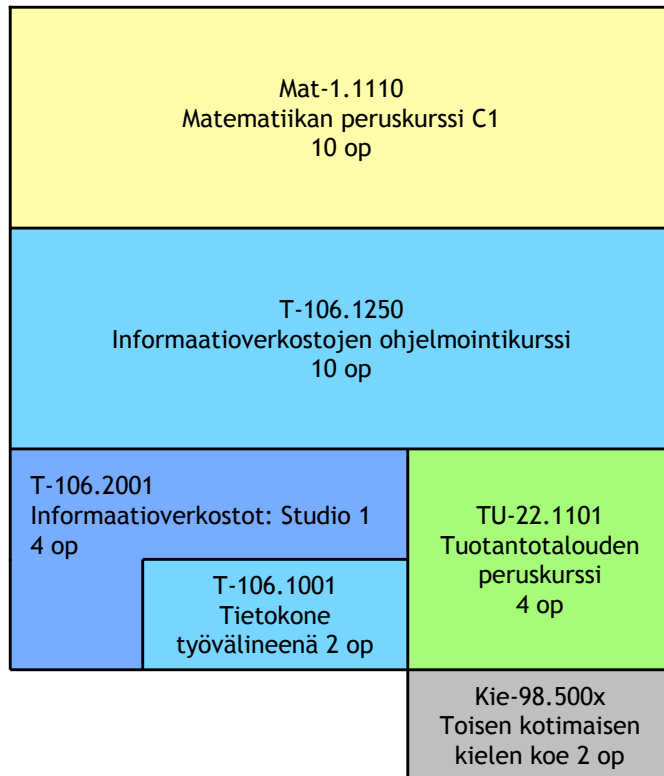 Mat-1.1110
Matematiikan peruskurssi C1
10 op
T-106.1250
Informaatioverkostojen ohjelmointikurssi
10 op
T-106.2001
Informaatioverkostot: Studio 1
4 op
T-106.1001
Tietokone
työvälineenä 2 op
TU-22.1101
Tuotantotalouden
peruskurssi
4 op
Kie-98.500x
Toisen kotimaisen
kielen koe 2 op